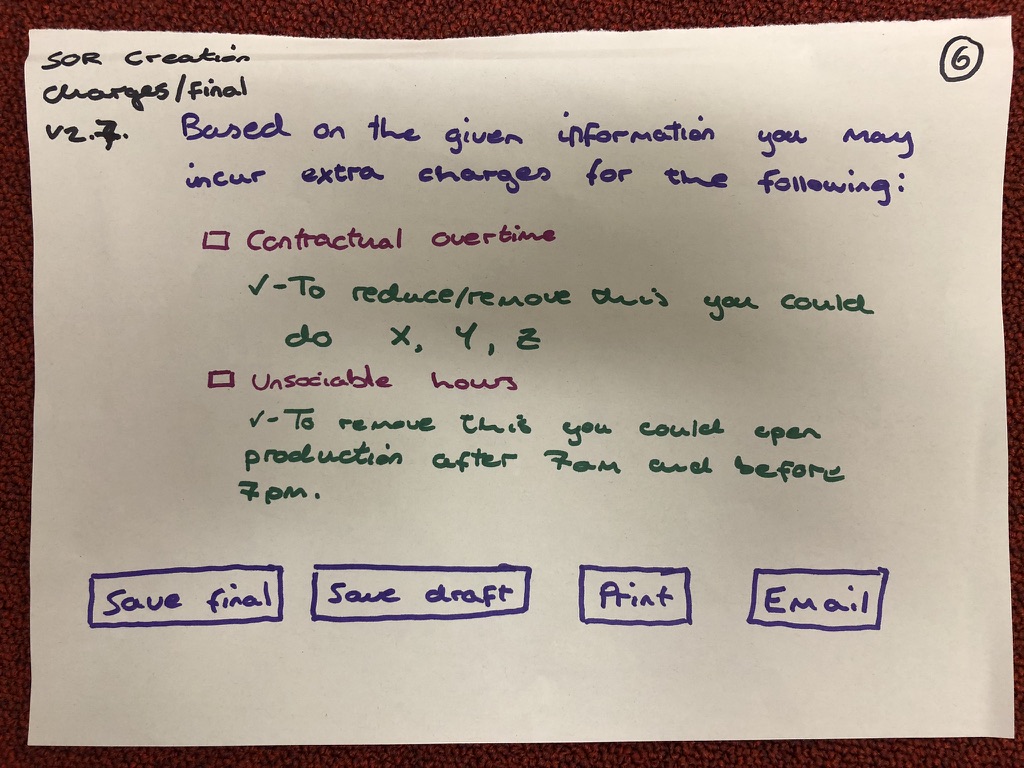 SOR Creation
charges/final
v2.7.
6
Based on the given information you may
incur extra charges for the following:
Contractual overtime
✓-To reduce/remove this you could
do X, Y, Z
Unsociable hours
✓-To remove this you could open
production after 7am and before
7pm.
Save final Save draft Print Email